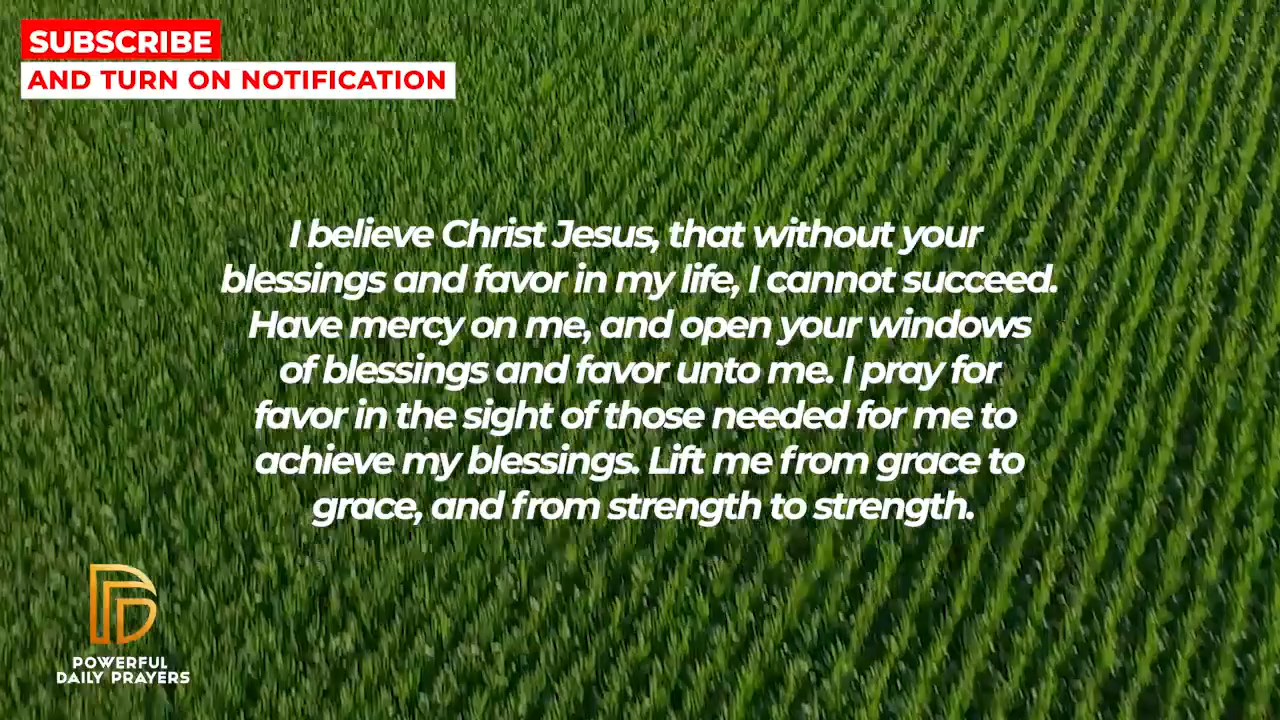 SUBSCRIBE
AND TURN ON NOTIFICATION
I believe Christ Jesus, that without your
blessings and favor in my life, I cannot succeed.
Have mercy on me, and open your windows
of blessings and favor unto me. I pray for
favor in the sight of those needed for me to
achieve my blessings. Lift me from grace to
grace, and from strength to strength.
POWERFUL
DAILY PRAYERS